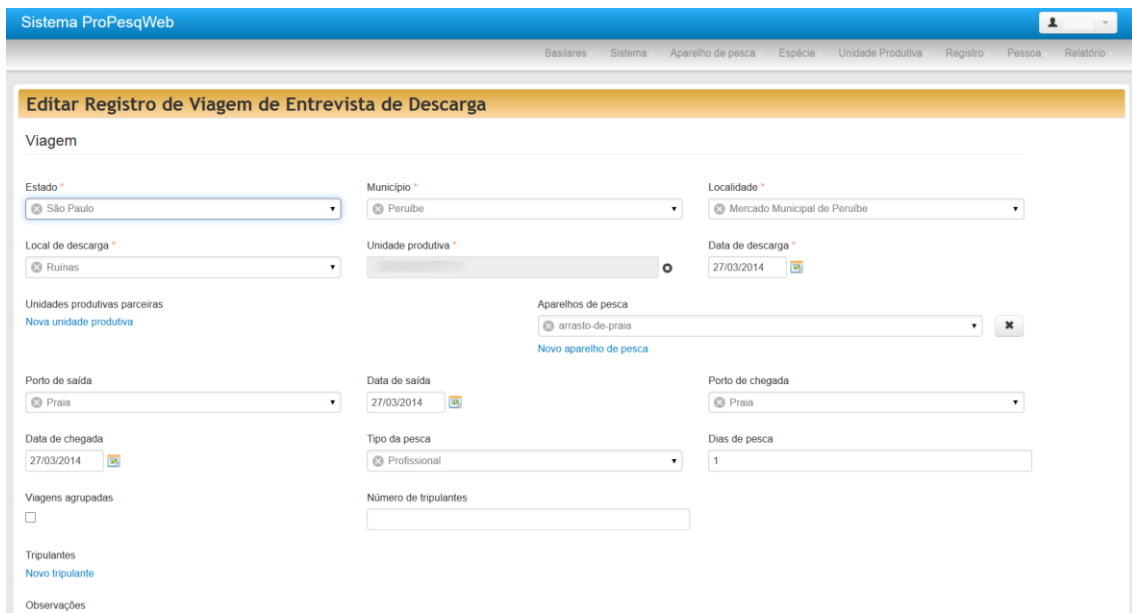 Sistema ProPesqWeb
Basilares Sistema Aparelho de pesca Espécie Unidade Produtiva Registro Pessoa Relatório
Editar Registro de Viagem de Entrevista de Descarga
Viagem
Estado * Município * Localidade *
São Paulo Peruíbe Mercado Municipal de Peruíbe
Local de descarga * Unidade produtiva * Data de descarga *
Ruínas 27/03/2014
Unidades produtivas parceiras Aparelhos de pesca
Nova unidade produtiva arrasto-de-praia
Novo aparelho de pesca
Porto de saída Data de saída Porto de chegada
Praia 27/03/2014 Praia
Data de chegada Tipo da pesca Dias de pesca
27/03/2014 Profissional 1
Viagens agrupadas Número de tripulantes
Tripulantes
Novo tripulante
Observações